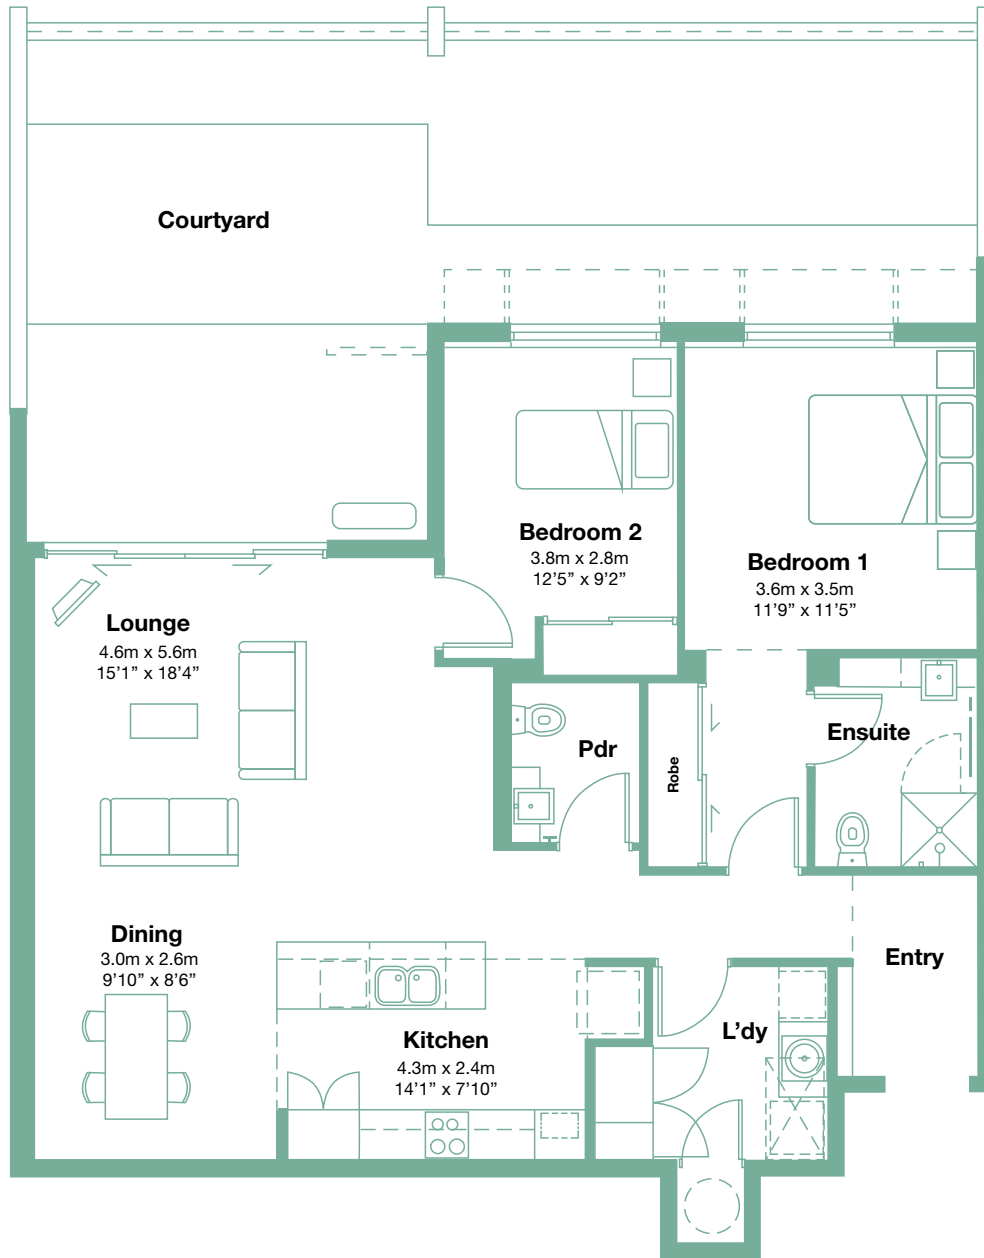 Courtyard
Bedroom 2
3.8m x 2.8m
12’5” x 9’2”
Bedroom 1
3.6m x 3.5m
11’9” x 11’5”
Lounge
4.6m x 5.6m
15’1” x 18’4”
Pdr
Robe
Ensuite
Dining
3.0m x 2.6m
9’10” x 8’6”
Entry
Kitchen
4.3m x 2.4m
14’1” x 7’10”
L’dy